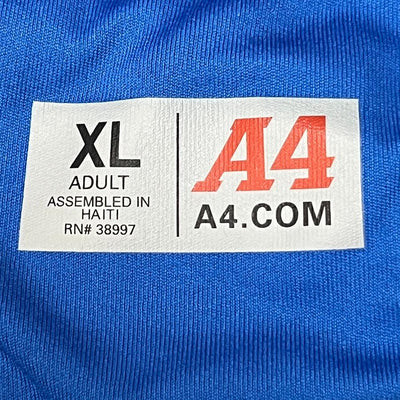 XL
ADULT
ASSEMBLED IN
HAITI
RN# 38997
A4
A4.COM